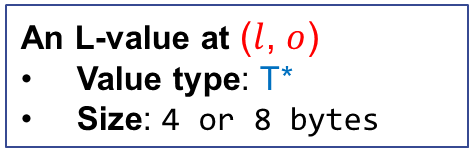 An L-value at (l, o)
• Value type: T*
• Size: 4 or 8 bytes